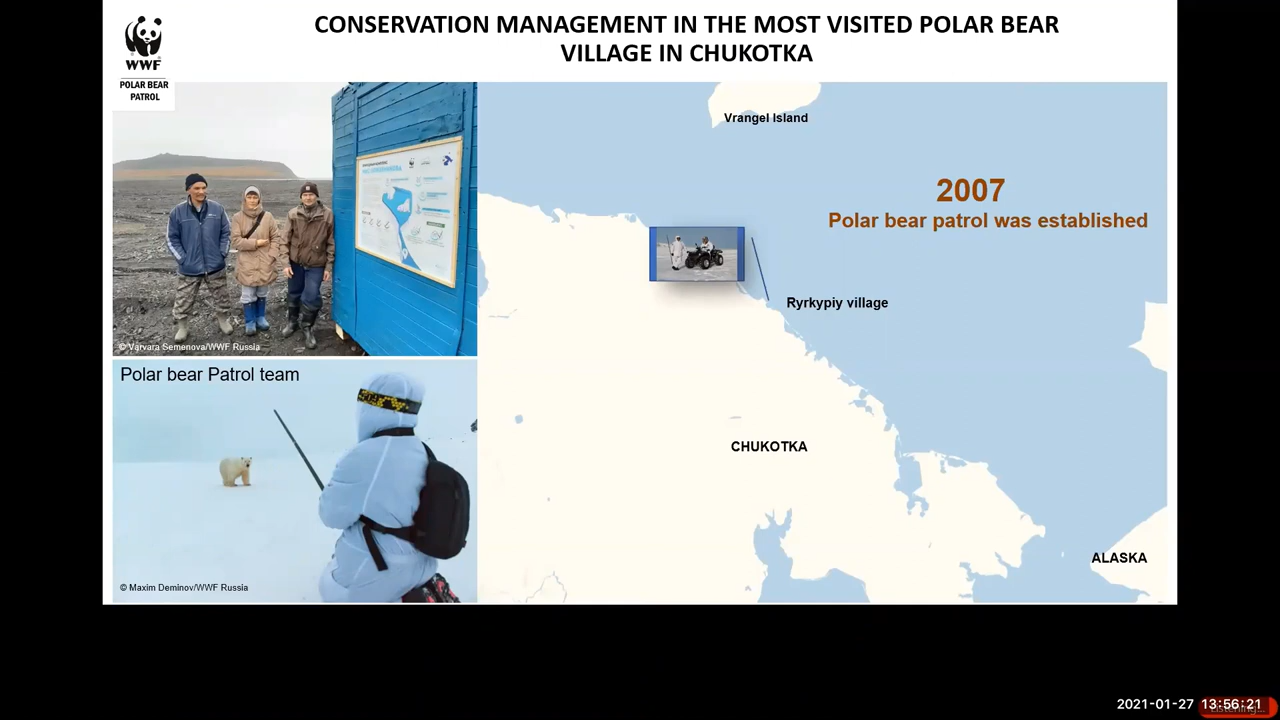 CONSERVATION MANAGEMENT IN THE MOST VISITED POLAR BEAR
VILLAGE IN CHUKOTKA
WWF
POLAR BEAR
PATROL
Vrangel Island
2007
Polar bear patrol was established
Ryrkypiy village
© Varvara Semenova/WWF Russia
Polar bear Patrol team
CHUKOTKA
ALASKA
© Maxim Deminov/WWF Russia
2021-01-27 13:56:21
Listening...